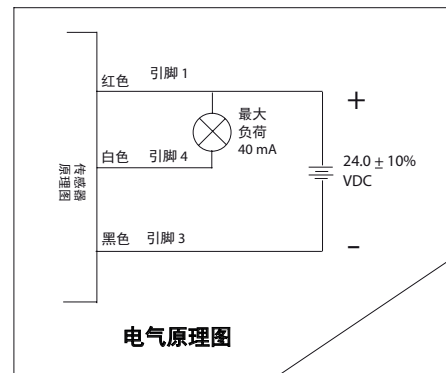 红色 引脚 1
最大
负荷
40 mA
+
24.0 ± 10%
VDC
白色 引脚 4
传感器
原理图
黑色 引脚 3
−
电气原理图